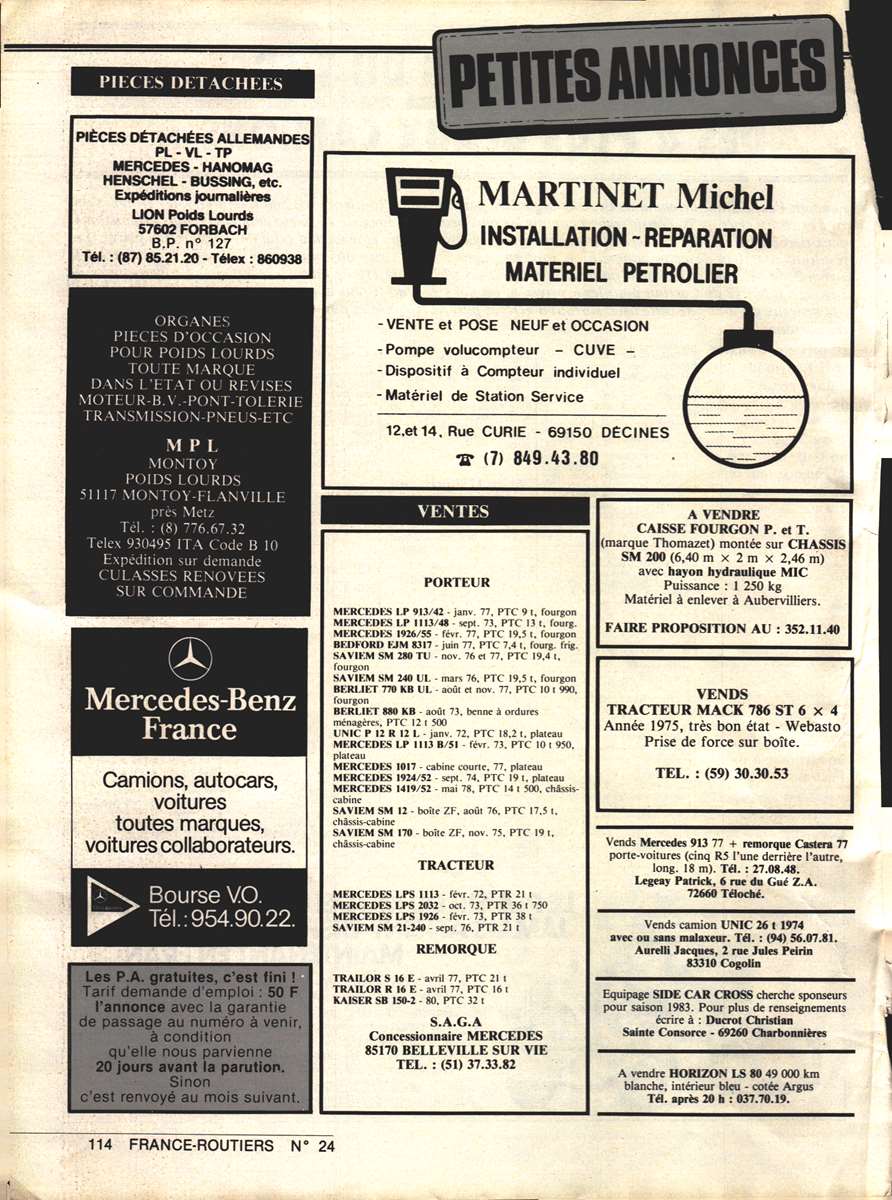 PETITES ANNONCES
PIECES DETACHEES
PIÈCES DÉTACHÉES ALLEMANDES
PL - VL - TP
MERCEDES - HANOMAG
HENSCHEL - BUSSING, etc.
Expéditions journalières
LION Poids Lourds
57602 FORBACH
B.P. n° 127
Tél. : (87) 85.21.20 - Télex : 860938
ORGANES
PIECES D'OCCASION
POUR POIDS LOURDS
TOUTE MARQUE
DANS L'ETAT OU REVISES
MOTEUR-B.V.-PONT-TOLERIE
TRANSMISSION-PNEUS-ETC
M P L
MONTOY
POIDS LOURDS
51117 MONTOY-FLANVILLE
près Metz
Tél. : (8) 776.67.32
Telex 930495 ITA Code B 10
Expédition sur demande
CULASSES RENOVEES
SUR COMMANDE
Mercedes-Benz
France
Camions, autocars,
voitures
toutes marques,
voitures collaborateurs.
Bourse V.O.
Tél.: 954.90.22.
Les P.A. gratuites, c'est fini !
Tarif demande d'emploi : 50 F
l'annonce avec la garantie
de passage au numéro à venir,
à condition
qu'elle nous parvienne
20 jours avant la parution.
Sinon
c'est renvoyé au mois suivant.
MARTINET Michel
INSTALLATION - REPARATION
MATERIEL PETROLIER
- VENTE et POSE NEUF et OCCASION
- Pompe volucompteur - CUVE -
- Dispositif à Compteur individuel
- Matériel de Station Service
12.et 14, Rue CURIE - 69150 DÉCINES
☎ (7) 849.43.80
VENTES
PORTEUR
MERCEDES LP 913/42 - janv. 77, PTC 9 t, fourgon
MERCEDES LP 1113/48 - sept. 73, PTC 13 t, fourg.
MERCEDES 1926/55 - févr. 77, PTC 19,5 t, fourgon
BEDFORD EJM 8317 - juin 77, PTC 7,4 t, fourg. frig.
SAVIEM SM 280 TU - nov. 76 et 77, PTC 19,4 t,
fourgon
SAVIEM SM 240 UL - mars 76, PTC 19,5 t, fourgon
BERLIET 770 KB UL - août et nov. 77, PTC 10 t 990,
fourgon
BERLIET 880 KB - août 73, benne à ordures
ménagères, PTC 12 t 500
UNIC P 12 R 12 L - janv. 72, PTC 18,2 t, plateau
MERCEDES LP 1113 B/51 - févr. 73, PTC 10 t 950,
plateau
MERCEDES 1017 - cabine courte, 77, plateau
MERCEDES 1924/52 - sept. 74, PTC 19 t, plateau
MERCEDES 1419/52 - mai 78, PTC 14 t 500, châssis-
cabine
SAVIEM SM 12 - boîte ZF, août 76, PTC 17,5 t,
châssis-cabine
SAVIEM SM 170 - boîte ZF, nov. 75, PTC 19 t,
châssis-cabine
TRACTEUR
MERCEDES LPS 1113 - févr. 72, PTR 21 t
MERCEDES LPS 2032 - oct. 73, PTR 36 t 750
MERCEDES LPS 1926 - févr. 73, PTR 38 t
SAVIEM SM 21-240 - sept. 76, PTR 21 t
REMORQUE
TRAILOR S 16 E - avril 77, PTC 21 t
TRAILOR R 16 E - avril 77, PTC 16 t
KAISER SB 150-2 - 80, PTC 32 t
S.A.G.A
Concessionnaire MERCEDES
85170 BELLEVILLE SUR VIE
TEL. : (51) 37.33.82
A VENDRE
CAISSE FOURGON P. et T.
(marque Thomazet) montée sur CHASSIS
SM 200 (6,40 m × 2 m × 2,46 m)
avec hayon hydraulique MIC
Puissance : 1 250 kg
Matériel à enlever à Aubervilliers.
FAIRE PROPOSITION AU : 352.11.40
VENDS
TRACTEUR MACK 786 ST 6 × 4
Année 1975, très bon état - Webasto
Prise de force sur boîte.
TEL. : (59) 30.30.53
Vends Mercedes 913 77 + remorque Castera 77
porte-voitures (cinq R5 l'une derrière l'autre,
long. 18 m). Tél. : 27.08.48.
Legeay Patrick, 6 rue du Gué Z.A.
72660 Téloché.
Vends camion UNIC 26 t 1974
avec ou sans malaxeur. Tél. : (94) 56.07.81.
Aurelli Jacques, 2 rue Jules Peirin
83310 Cogolin
Equipage SIDE CAR CROSS cherche sponseurs
pour saison 1983. Pour plus de renseignements
écrire à : Ducrot Christian
Sainte Consorce - 69260 Charbonnières
A vendre HORIZON LS 80 49 000 km
blanche, intérieur bleu - cotée Argus
Tél. après 20 h : 037.70.19.
114 FRANCE-ROUTIERS N° 24